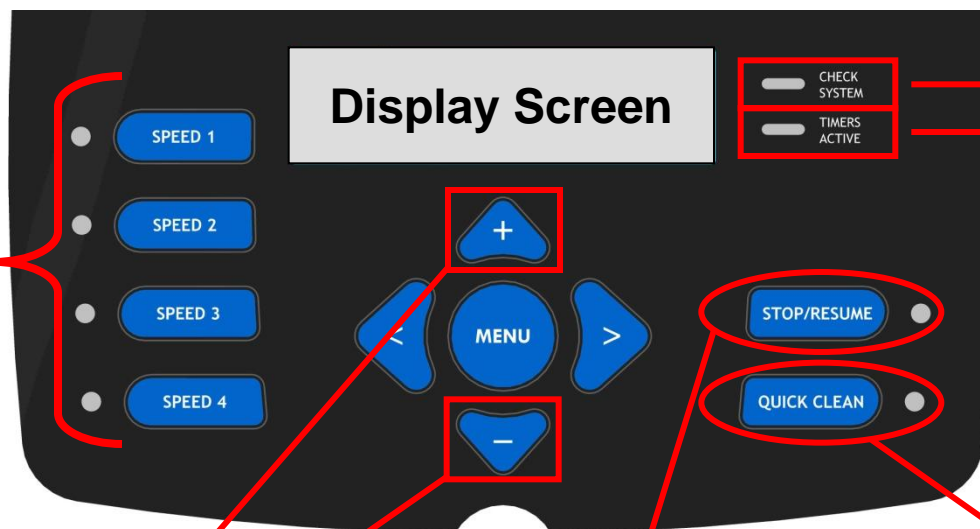 Display Screen
CHECK
SYSTEM
TIMERS
ACTIVE
SPEED 1
SPEED 2
SPEED 3
SPEED 4
+
<
MENU
>
−
STOP/RESUME
QUICK CLEAN